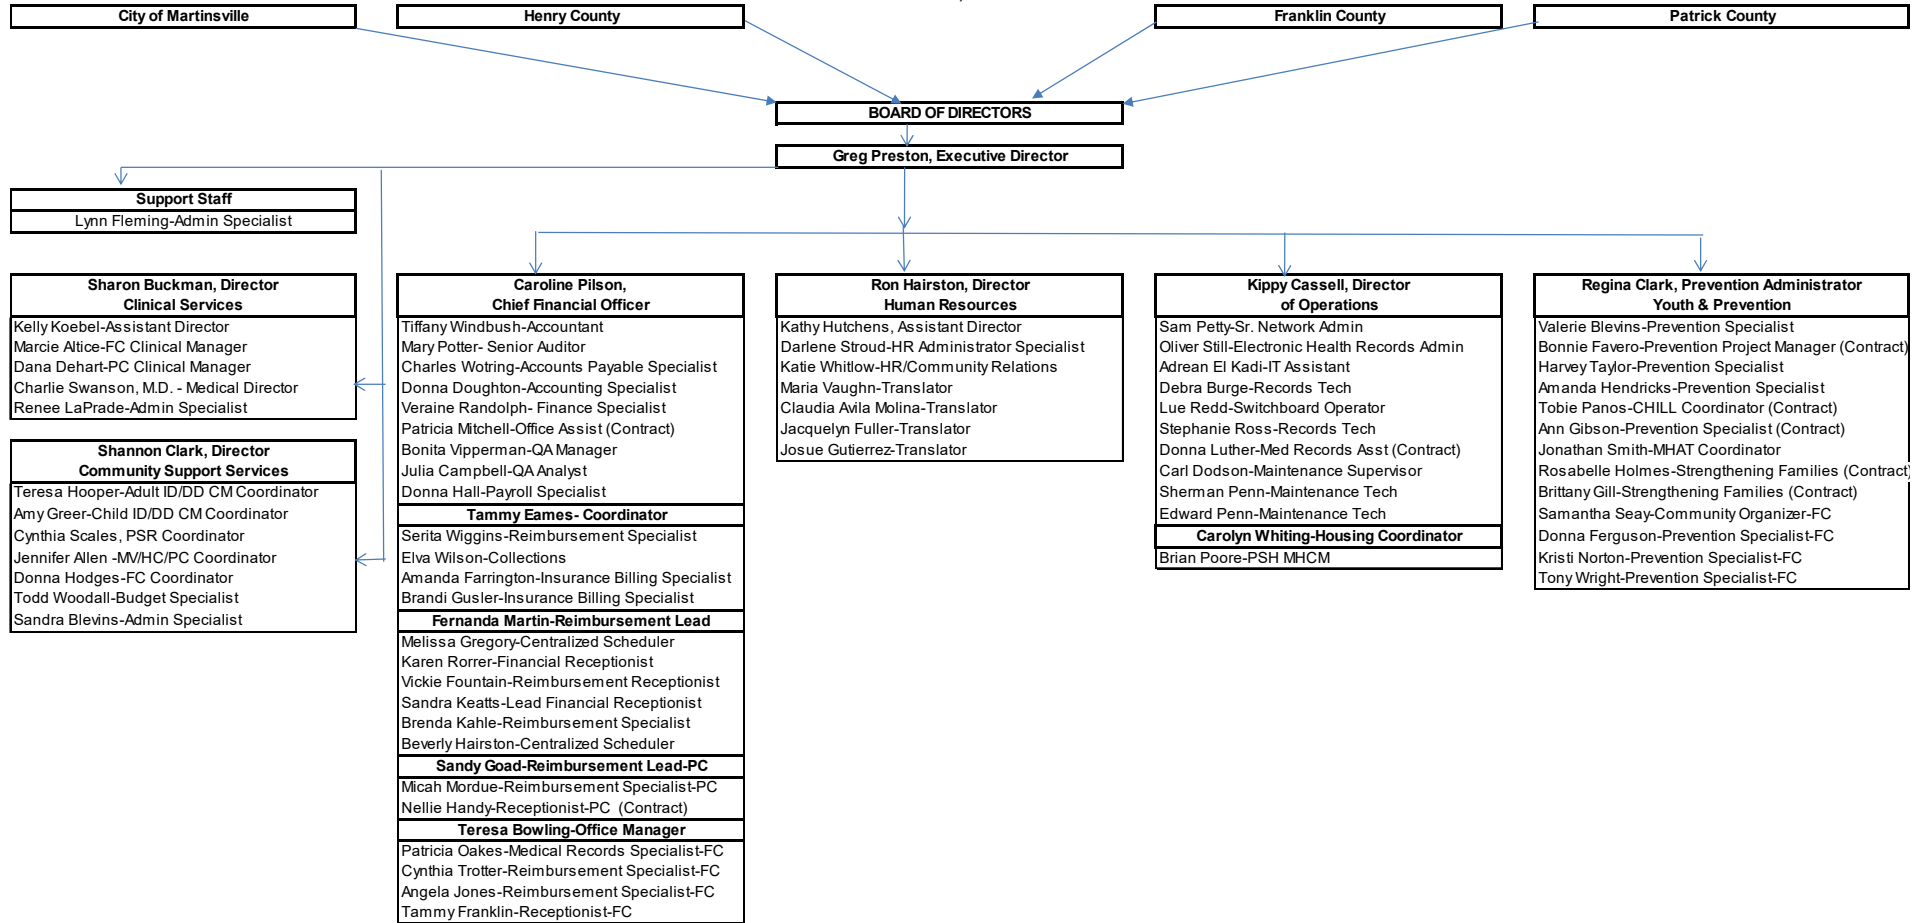 City of Martinsville
Henry County
Franklin County
Patrick County
BOARD OF DIRECTORS
Greg Preston, Executive Director
Support Staff
Lynn Fleming-Admin Specialist
Sharon Buckman, Director
Clinical Services
Kelly Koebel-Assistant Director
Marcie Altice-FC Clinical Manager
Dana Dehart-PC Clinical Manager
Charlie Swanson, M.D. - Medical Director
Renee LaPrade-Admin Specialist
Shannon Clark, Director
Community Support Services
Teresa Hooper-Adult ID/DD CM Coordinator
Amy Greer-Child ID/DD CM Coordinator
Cynthia Scales, PSR Coordinator
Jennifer Allen -MV/HC/PC Coordinator
Donna Hodges-FC Coordinator
Todd Woodall-Budget Specialist
Sandra Blevins-Admin Specialist
Caroline Pilson,
Chief Financial Officer
Tiffany Windbush-Accountant
Mary Potter- Senior Auditor
Charles Wotring-Accounts Payable Specialist
Donna Doughton-Accounting Specialist
Veraine Randolph- Finance Specialist
Patricia Mitchell-Office Assist (Contract)
Bonita Vipperman-QA Manager
Julia Campbell-QA Analyst
Donna Hall-Payroll Specialist
Tammy Eames- Coordinator
Serita Wiggins-Reimbursement Specialist
Elva Wilson-Collections
Amanda Farrington-Insurance Billing Specialist
Brandi Gusler-Insurance Billing Specialist
Fernanda Martin-Reimbursement Lead
Melissa Gregory-Centralized Scheduler
Karen Rorrer-Financial Receptionist
Vickie Fountain-Reimbursement Receptionist
Sandra Keatts-Lead Financial Receptionist
Brenda Kahle-Reimbursement Specialist
Beverly Hairston-Centralized Scheduler
Sandy Goad-Reimbursement Lead-PC
Micah Mordue-Reimbursement Specialist-PC
Nellie Handy-Receptionist-PC (Contract)
Teresa Bowling-Office Manager
Patricia Oakes-Medical Records Specialist-FC
Cynthia Trotter-Reimbursement Specialist-FC
Angela Jones-Reimbursement Specialist-FC
Tammy Franklin-Receptionist-FC
Ron Hairston, Director
Human Resources
Kathy Hutchens, Assistant Director
Darlene Stroud-HR Administrator Specialist
Katie Whitlow-HR/Community Relations
Maria Vaughn-Translator
Claudia Avila Molina-Translator
Jacquelyn Fuller-Translator
Josue Gutierrez-Translator
Kippy Cassell, Director
of Operations
Sam Petty-Sr. Network Admin
Oliver Still-Electronic Health Records Admin
Adrean El Kadi-IT Assistant
Debra Burge-Records Tech
Lue Redd-Switchboard Operator
Stephanie Ross-Records Tech
Donna Luther-Med Records Asst (Contract)
Carl Dodson-Maintenance Supervisor
Sherman Penn-Maintenance Tech
Edward Penn-Maintenance Tech
Carolyn Whiting-Housing Coordinator
Brian Poore-PSH MHCM
Regina Clark, Prevention Administrator
Youth & Prevention
Valerie Blevins-Prevention Specialist
Bonnie Favero-Prevention Project Manager (Contract)
Harvey Taylor-Prevention Specialist
Amanda Hendricks-Prevention Specialist
Tobie Panos-CHILL Coordinator (Contract)
Ann Gibson-Prevention Specialist (Contract)
Jonathan Smith-MHAT Coordinator
Rosabelle Holmes-Strengthening Families (Contract)
Brittany Gill-Strengthening Families (Contract)
Samantha Seay-Community Organizer-FC
Donna Ferguson-Prevention Specialist-FC
Kristi Norton-Prevention Specialist-FC
Tony Wright-Prevention Specialist-FC